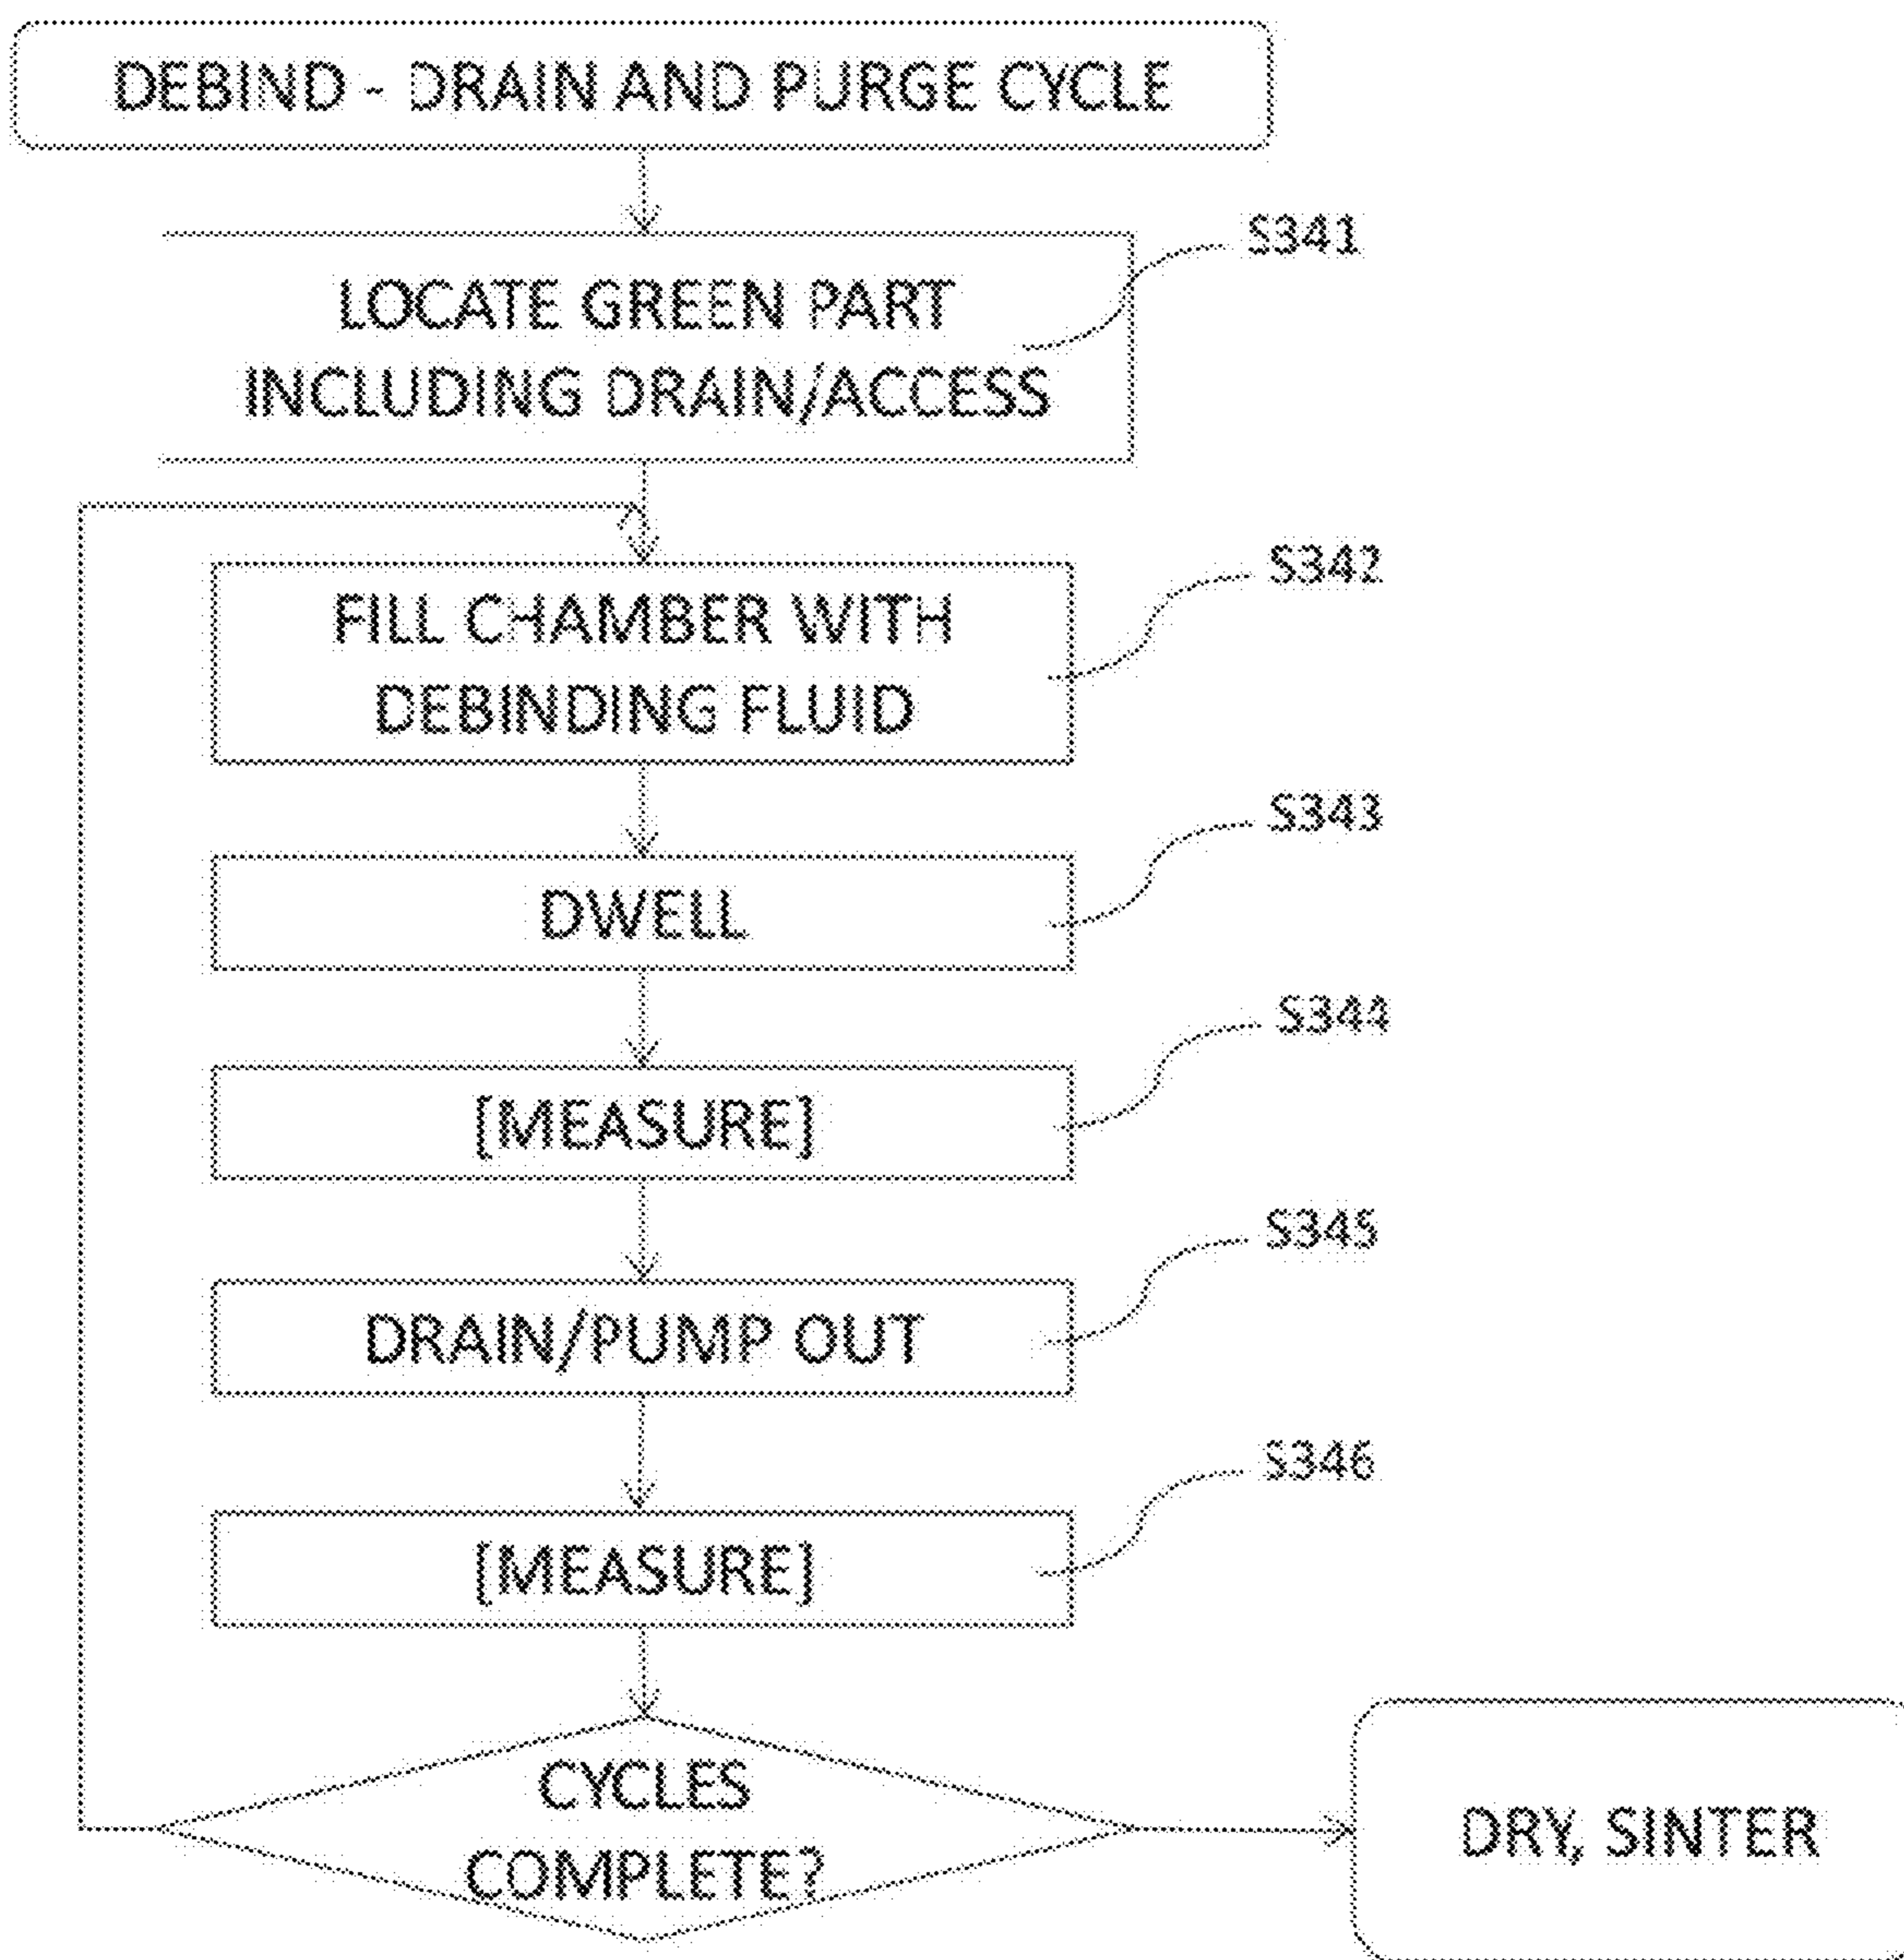 DEBIND - DRAIN AND PURGE CYCLE
S341
LOCATE GREEN PART
INCLUDING DRAIN/ACCESS
S342
FILL CHAMBER WITH
DEBINDING FLUID
S343
DWELL
S344
[MEASURE]
S345
DRAIN/PUMP OUT
S346
[MEASURE]
CYCLES
COMPLETE?
DRY, SINTER